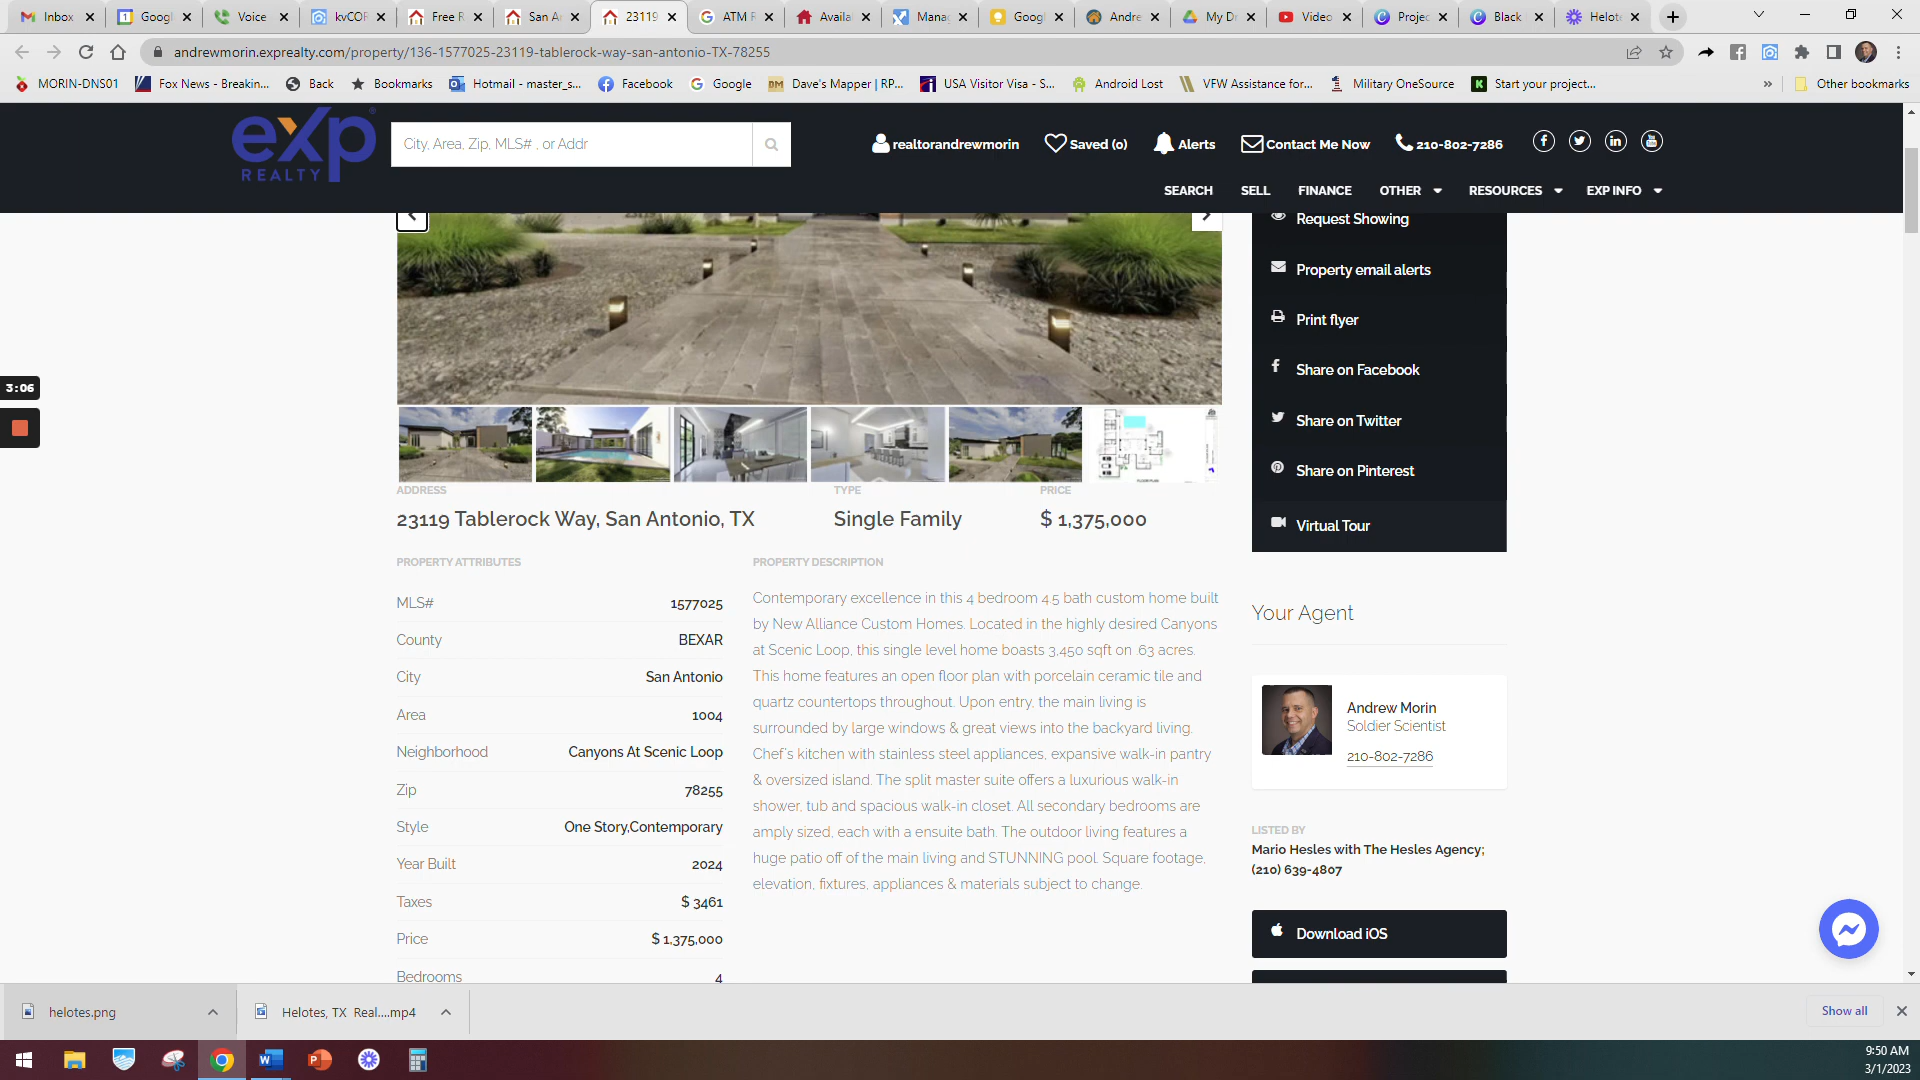 Inbox
Googl
Voice
kvCOR
Free R
San A
23119
ATM F
Availa
Mana
Googl
Andre
My Dr
Video
Projec
Black
Helot
andrewmorin.exprealty.com/property/136-1577025-23119-tablerock-way-san-antonio-TX-78255
MORIN-DNS01
Fox News - Breakin...
Back
Bookmarks
Hotmail - master_s...
Facebook
Google
Dave's Mapper | RP...
USA Visitor Visa - S...
Android Lost
VFW Assistance for...
Military OneSource
Start your project...
»
Other bookmarks
eXp
REALTY
City, Area, Zip, MLS# , or Addr
realtorandrewmorin
Saved (0)
Alerts
Contact Me Now
210-802-7286
SEARCH
SELL
FINANCE
OTHER
RESOURCES
EXP INFO
Request Showing
Property email alerts
Print flyer
Share on Facebook
Share on Twitter
Share on Pinterest
Virtual Tour
3:06
ADDRESS
23119 Tablerock Way, San Antonio, TX
TYPE
Single Family
PRICE
$ 1,375,000
PROPERTY ATTRIBUTES
MLS# 1577025
County BEXAR
City San Antonio
Area 1004
Neighborhood Canyons At Scenic Loop
Zip 78255
Style One Story,Contemporary
Year Built 2024
Taxes $ 3461
Price $ 1,375,000
Bedrooms 4
PROPERTY DESCRIPTION
Contemporary excellence in this 4 bedroom 4.5 bath custom home built
by New Alliance Custom Homes. Located in the highly desired Canyons
at Scenic Loop, this single level home boasts 3,450 sqft on .63 acres.
This home features an open floor plan with porcelain ceramic tile and
quartz countertops throughout. Upon entry, the main living is
surrounded by large windows & great views into the backyard living.
Chef's kitchen with stainless steel appliances, expansive walk-in pantry
& oversized island. The split master suite offers a luxurious walk-in
shower, tub and spacious walk-in closet. All secondary bedrooms are
amply sized, each with a ensuite bath. The outdoor living features a
huge patio off of the main living and STUNNING pool. Square footage,
elevation, fixtures, appliances & materials subject to change.
Your Agent
Andrew Morin
Soldier Scientist
210-802-7286
LISTED BY
Mario Hesles with The Hesles Agency;
(210) 639-4807
Download iOS
helotes.png
Helotes, TX Real....mp4
Show all
9:50 AM
3/1/2023